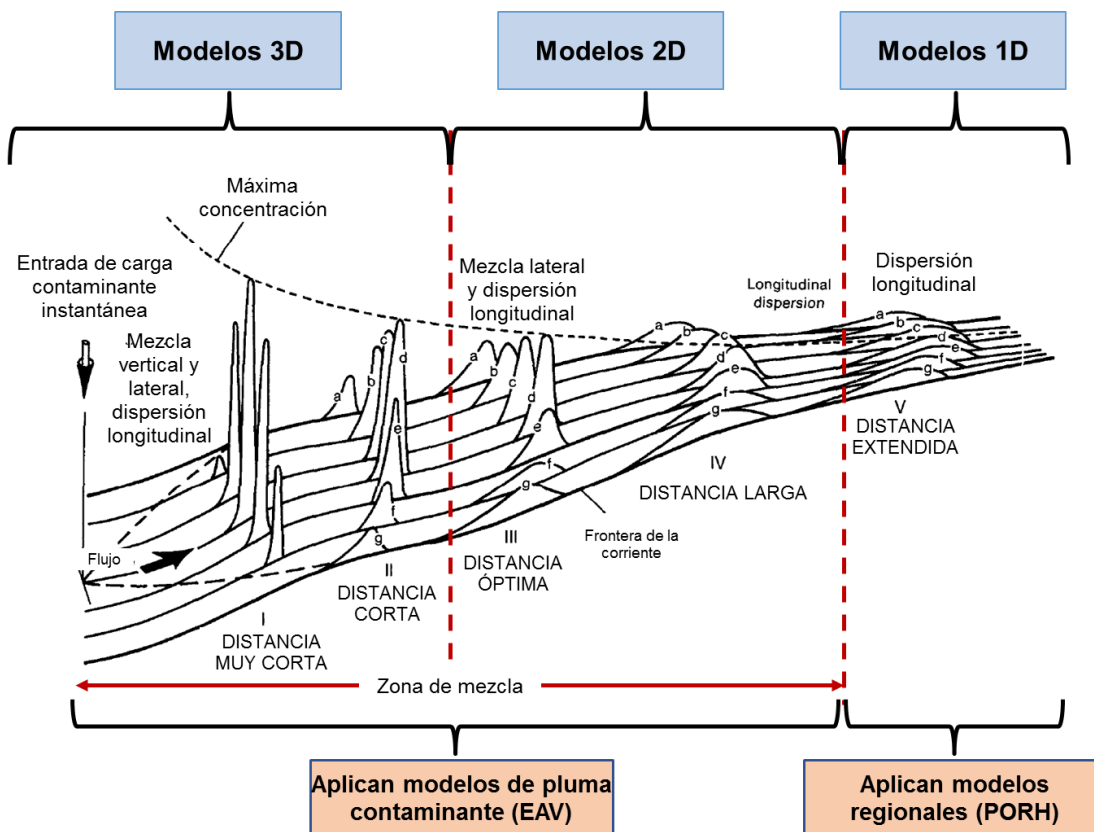 Modelos 3D
Modelos 2D
Modelos 1D
Máxima
concentración
Entrada de carga
contaminante
instantánea
Mezcla
vertical y
lateral,
dispersión
longitudinal
Mezcla lateral
y dispersión
longitudinal
Longitudinal
dispersion
Dispersión
longitudinal
a
b
c
d
e
f
g
a
b
c
d
e
f
g
a
b
c
d
e
f
g
a
b
c
d
e
f
g
Flujo
I
DISTANCIA
MUY CORTA
II
DISTANCIA
CORTA
III
DISTANCIA
ÓPTIMA
Frontera de la
corriente
IV
DISTANCIA LARGA
V
DISTANCIA
EXTENDIDA
Zona de mezcla
Aplican modelos de pluma
contaminante (EAV)
Aplican modelos
regionales (PORH)